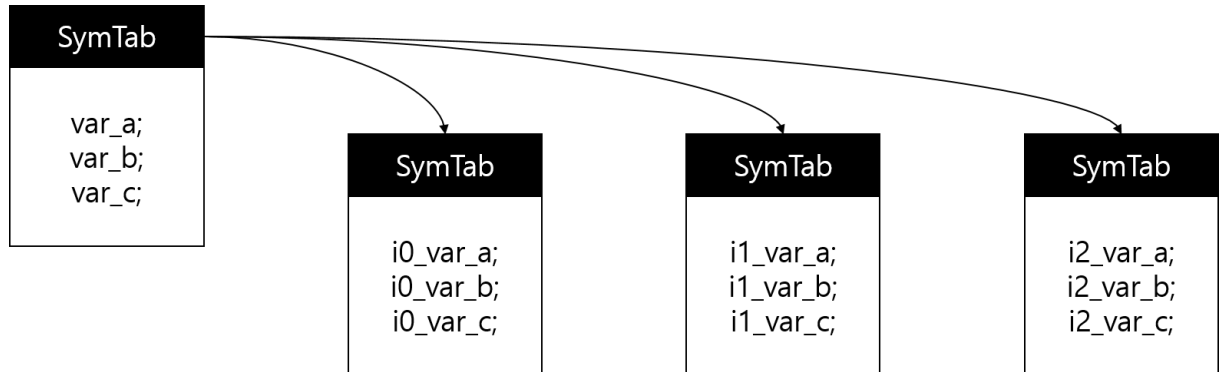 SymTab
var_a;
var_b;
var_c;
SymTab
i0_var_a;
i0_var_b;
i0_var_c;
SymTab
i1_var_a;
i1_var_b;
i1_var_c;
SymTab
i2_var_a;
i2_var_b;
i2_var_c;